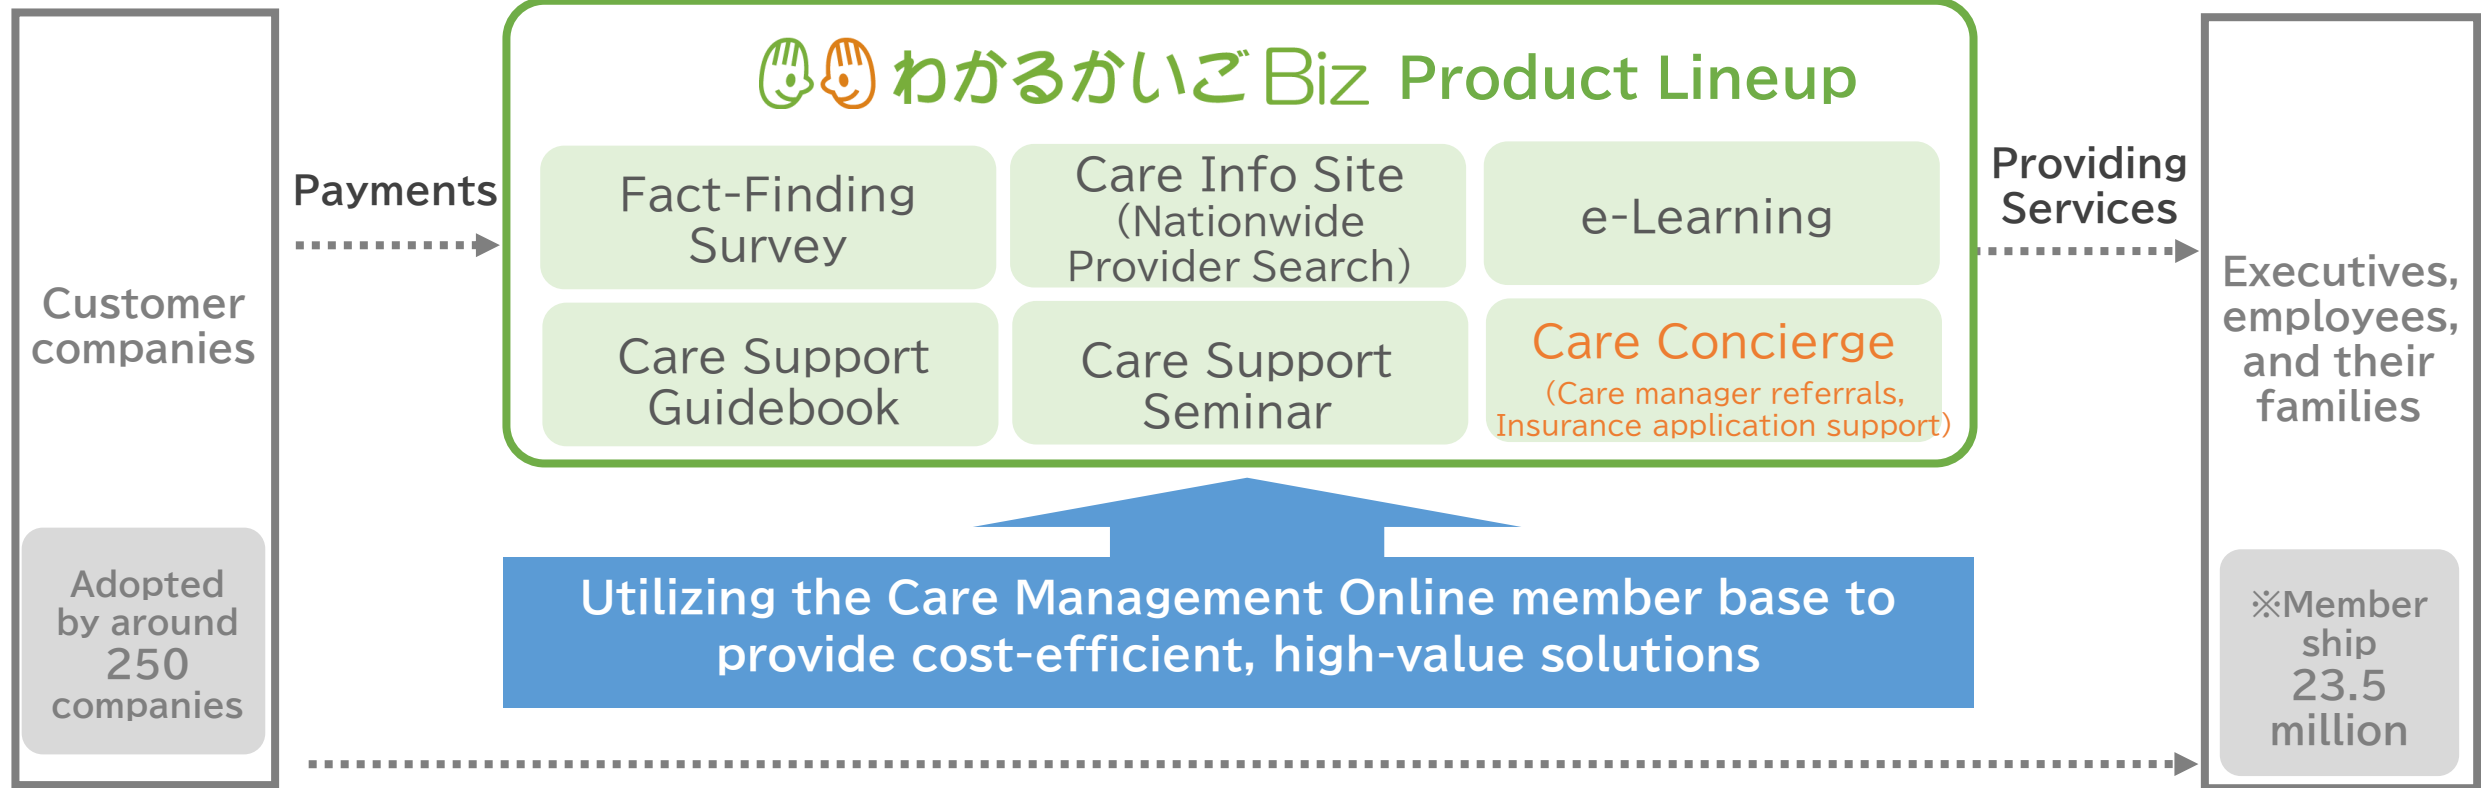 わかるかいごBiz Product Lineup
Payments
Customer
companies
Adopted
by around
250
companies
Fact-Finding
Survey
Care Info Site
（Nationwide
Provider Search）
e-Learning
Care Support
Guidebook
Care Support
Seminar
Care Concierge
（Care manager referrals,
Insurance application support）
Utilizing the Care Management Online member base to
provide cost-efficient, high-value solutions
Providing
Services
Executives,
employees,
and their
families
※Member
ship
23.5
million